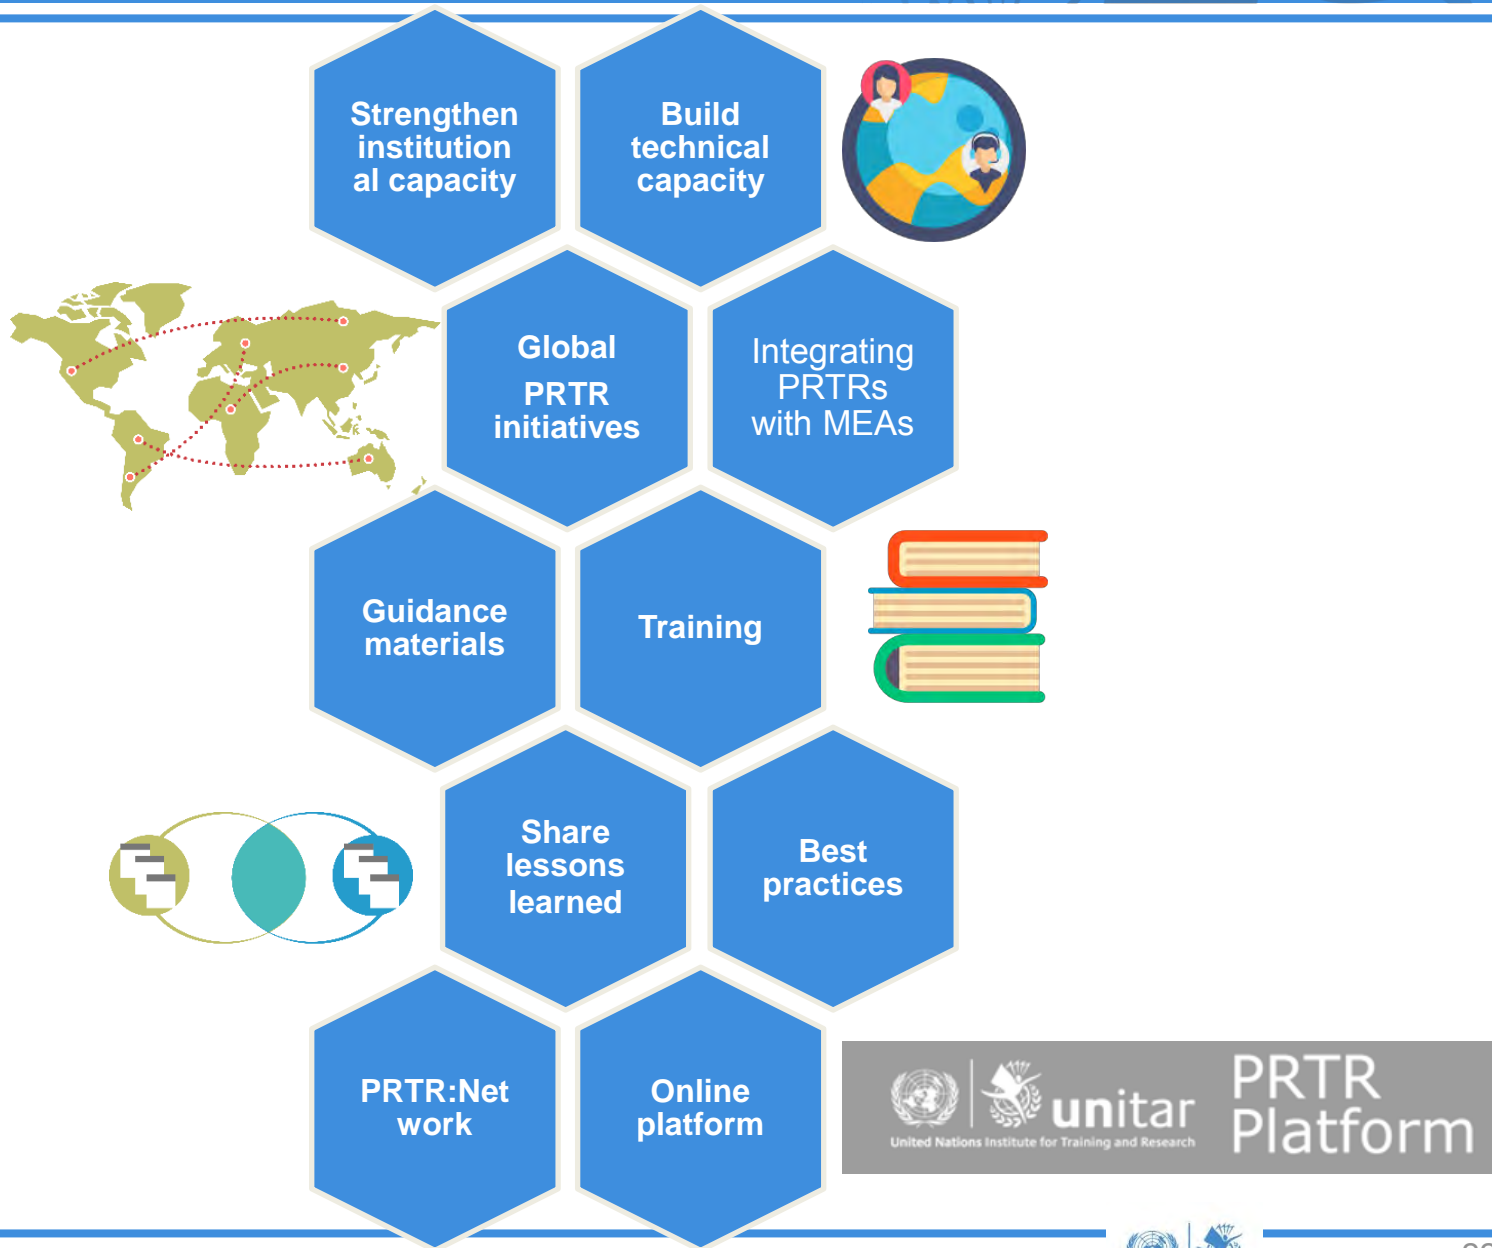 Strengthen
institution
al capacity
Build
technical
capacity
Global
PRTR
initiatives
Integrating
PRTRs
with MEAs
Guidance
materials
Training
Share
lessons
learned
Best
practices
PRTR:Net
work
Online
platform
unitar
United Nations Institute for Training and Research
PRTR
Platform